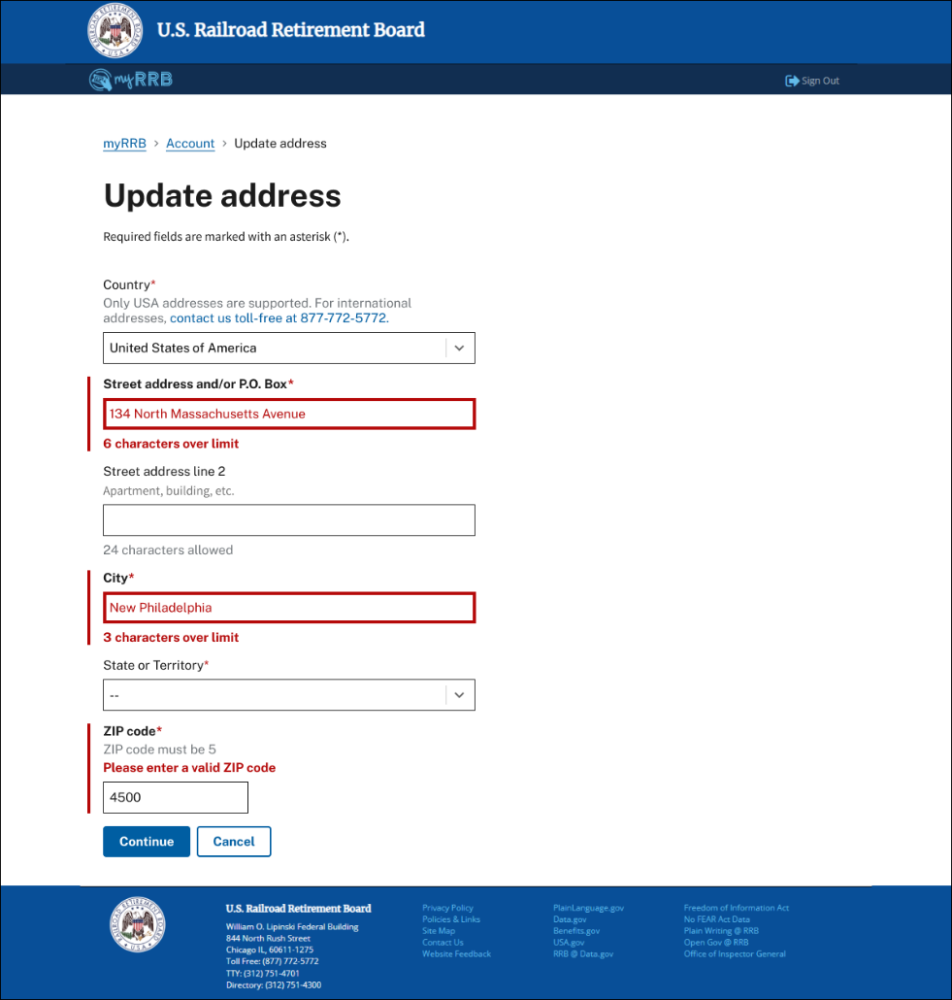 U.S. Railroad Retirement Board
myRRB
Sign Out
myRRB > Account > Update address
Update address
Required fields are marked with an asterisk (*).
Country*
Only USA addresses are supported. For international
addresses, contact us toll-free at 877-772-5772.
United States of America
Street address and/or P.O. Box*
134 North Massachusetts Avenue
6 characters over limit
Street address line 2
Apartment, building, etc.
24 characters allowed
City*
New Philadelphia
3 characters over limit
State or Territory*
--
ZIP code*
ZIP code must be 5
Please enter a valid ZIP code
4500
Continue
Cancel
RAILROAD RETIREMENT BOARD
U.S.A.
U.S. Railroad Retirement Board
William O. Lipinski Federal Building
844 North Rush Street
Chicago IL, 60611-1275
Toll Free: (877) 772-5772
TTY: (312) 751-4701
Directory: (312) 751-4300
Privacy Policy
Policies & Links
Site Map
Contact Us
Website Feedback
PlainLanguage.gov
Data.gov
Benefits.gov
USA.gov
RRB @ Data.gov
Freedom of Information Act
No FEAR Act Data
Plain Writing @ RRB
Open Gov @ RRB
Office of Inspector General